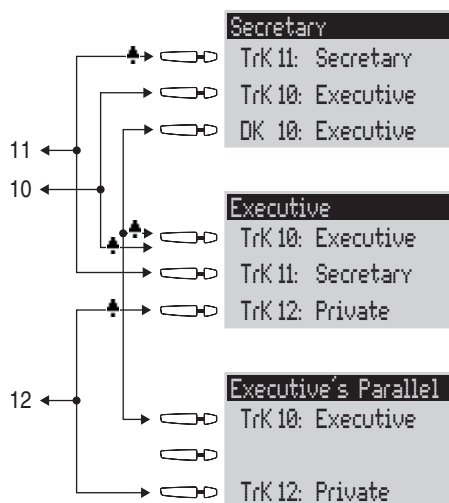 Secretary
TrK 11: Secretary
TrK 10: Executive
DK 10: Executive
11
10
Executive
TrK 10: Executive
TrK 11: Secretary
TrK 12: Private
12
Executive's Parallel
TrK 10: Executive
TrK 12: Private